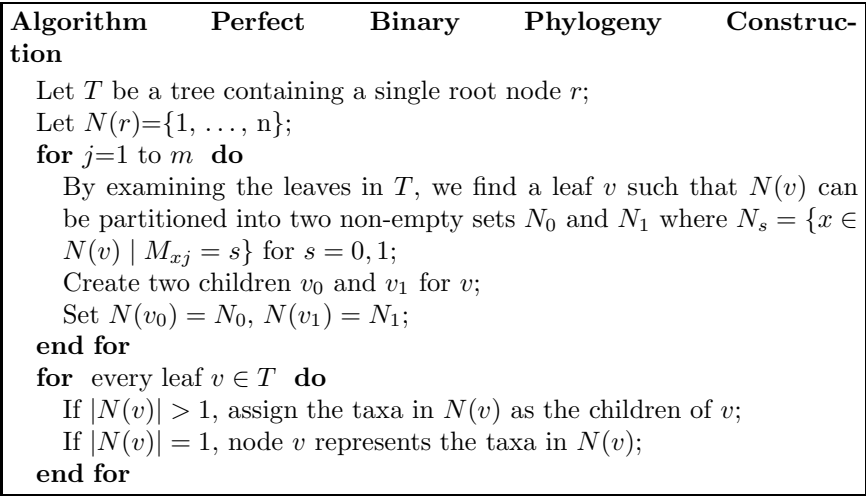 Algorithm Perfect Binary Phylogeny Construc-
tion
Let T be a tree containing a single root node r;
Let N(r)={1, …, n};
for j=1 to m do
By examining the leaves in T, we find a leaf v such that N(v) can
be partitioned into two non-empty sets N₀ and N₁ where Nₛ = {x ∈
N(v) | Mₓⱼ = s} for s = 0, 1;
Create two children v₀ and v₁ for v;
Set N(v₀) = N₀, N(v₁) = N₁;
end for
for every leaf v ∈ T do
If |N(v)| > 1, assign the taxa in N(v) as the children of v;
If |N(v)| = 1, node v represents the taxa in N(v);
end for